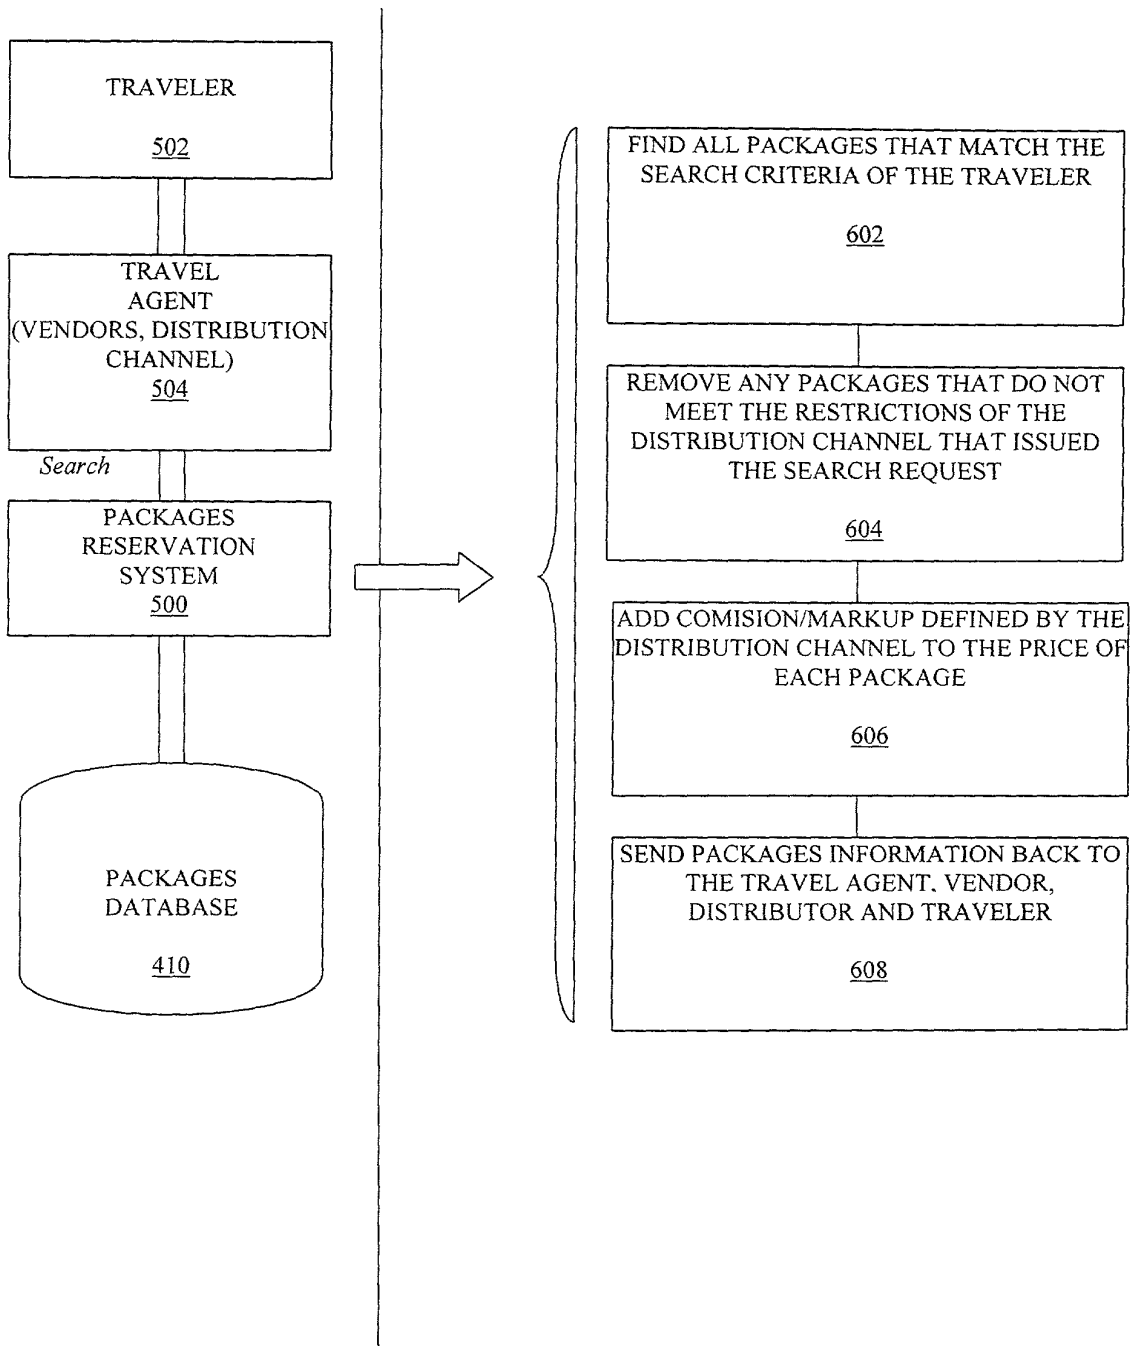 TRAVELER
502
TRAVEL
AGENT
(VENDORS, DISTRIBUTION
CHANNEL)
504
Search
PACKAGES
RESERVATION
SYSTEM
500
PACKAGES
DATABASE
410
FIND ALL PACKAGES THAT MATCH THE
SEARCH CRITERIA OF THE TRAVELER
602
REMOVE ANY PACKAGES THAT DO NOT
MEET THE RESTRICTIONS OF THE
DISTRIBUTION CHANNEL THAT ISSUED
THE SEARCH REQUEST
604
ADD COMISION/MARKUP DEFINED BY THE
DISTRIBUTION CHANNEL TO THE PRICE OF
EACH PACKAGE
606
SEND PACKAGES INFORMATION BACK TO
THE TRAVEL AGENT, VENDOR,
DISTRIBUTOR AND TRAVELER
608